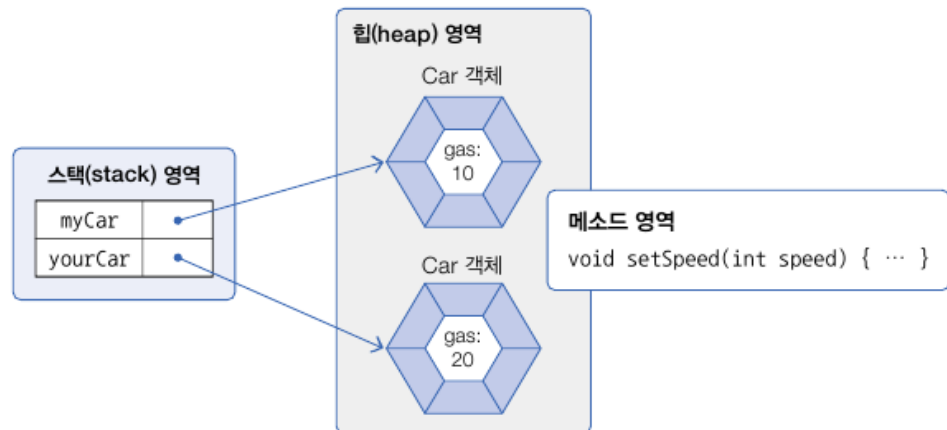 힙(heap) 영역
Car 객체
gas:
10
스택(stack) 영역
myCar
yourCar
메소드 영역
void setSpeed(int speed) { … }
Car 객체
gas:
20